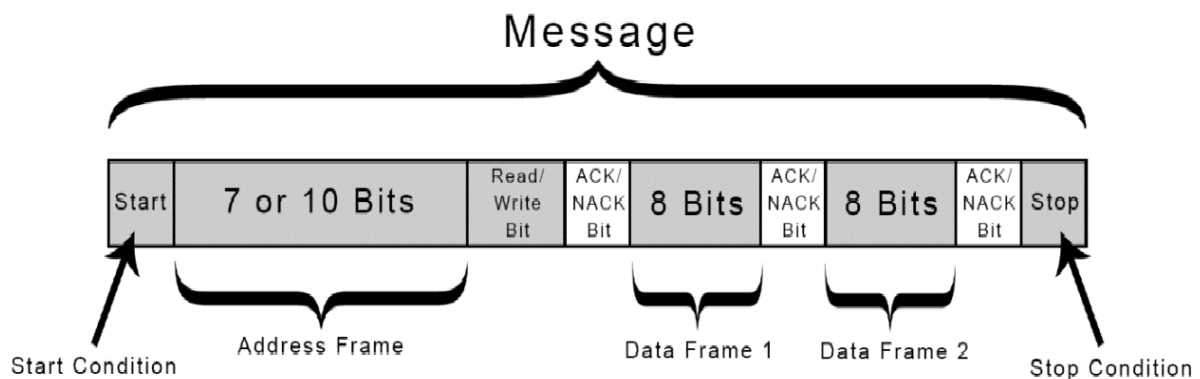 Message
Start
7 or 10 Bits
Read/
Write
Bit
ACK/
NACK
Bit
8 Bits
ACK/
NACK
Bit
8 Bits
ACK/
NACK
Bit
Stop
Start Condition
Address Frame
Data Frame 1
Data Frame 2
Stop Condition